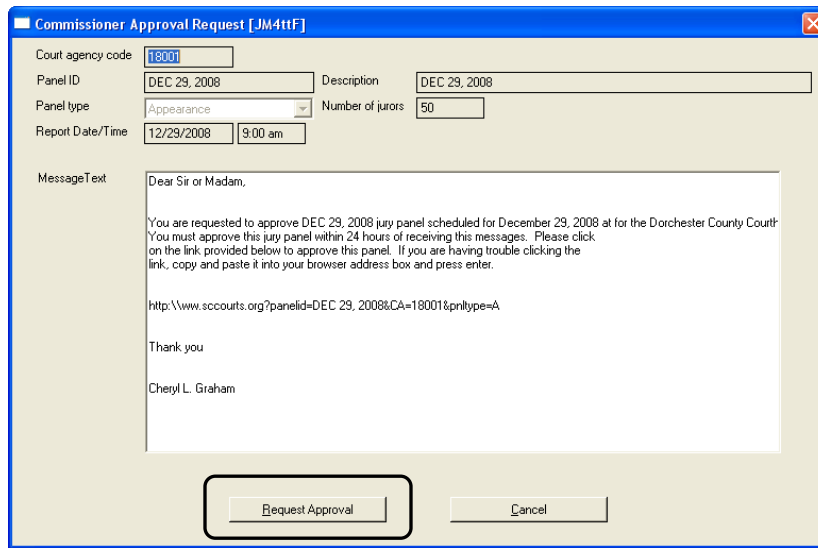 Commissioner Approval Request [JM4ttF]
Court agency code 18001
Panel ID DEC 29, 2008 Description DEC 29, 2008
Panel type Appearance Number of jurors 50
Report Date/Time 12/29/2008 9:00 am
MessageText
Dear Sir or Madam,
You are requested to approve DEC 29, 2008 jury panel scheduled for December 29, 2008 at for the Dorchester County Courth
You must approve this jury panel within 24 hours of receiving this messages. Please click
on the link provided below to approve this panel. If you are having trouble clicking the
link, copy and paste it into your browser address box and press enter.
http:\\ww.sccourts.org?panelid=DEC 29, 2008&CA=18001&pnltype=A
Thank you
Cheryl L. Graham
Request Approval Cancel